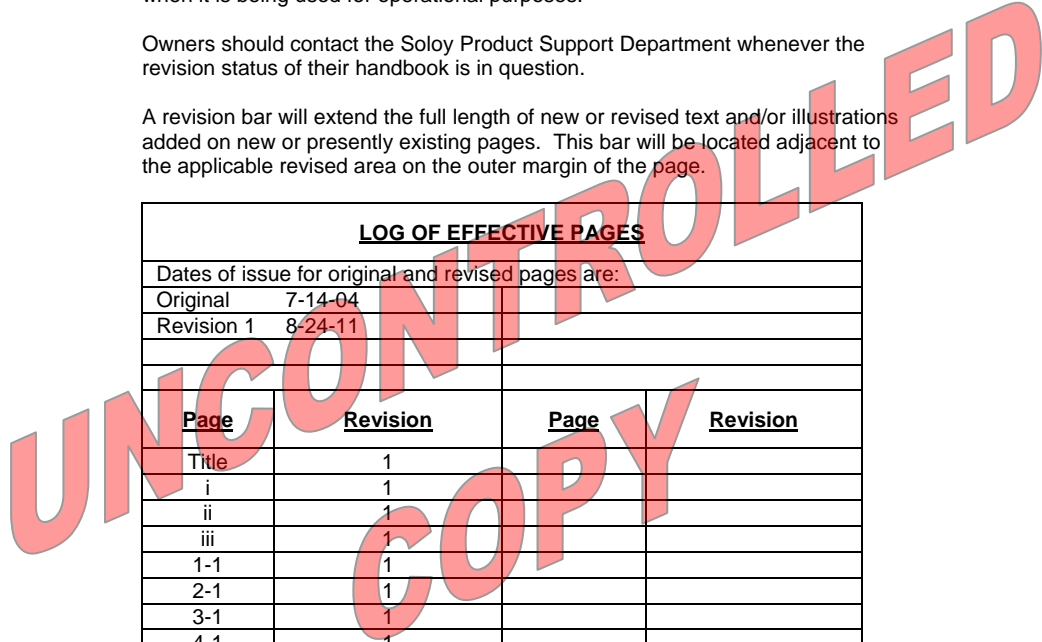 when it is being used for operational purposes.
Owners should contact the Soloy Product Support Department whenever the
revision status of their handbook is in question.
A revision bar will extend the full length of new or revised text and/or illustrations
added on new or presently existing pages.  This bar will be located adjacent to
the applicable revised area on the outer margin of the page.
LOG OF EFFECTIVE PAGES
Dates of issue for original and revised pages are:
Original 7-14-04
Revision 1 8-24-11
Page Revision Page Revision
Title 1
i 1
ii 1
iii 1
1-1 1
2-1 1
3-1 1
4-1 1
UNCONTROLLED
COPY